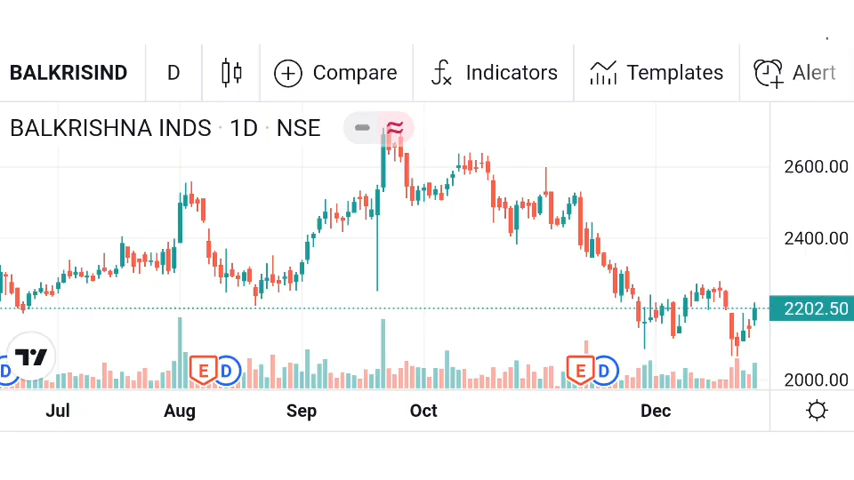 BALKRISIND D Compare fx Indicators Templates Alert
BALKRISHNA INDS · 1D · NSE
2600.00
2400.00
2202.50
2000.00
D E D E D
Jul Aug Sep Oct Dec